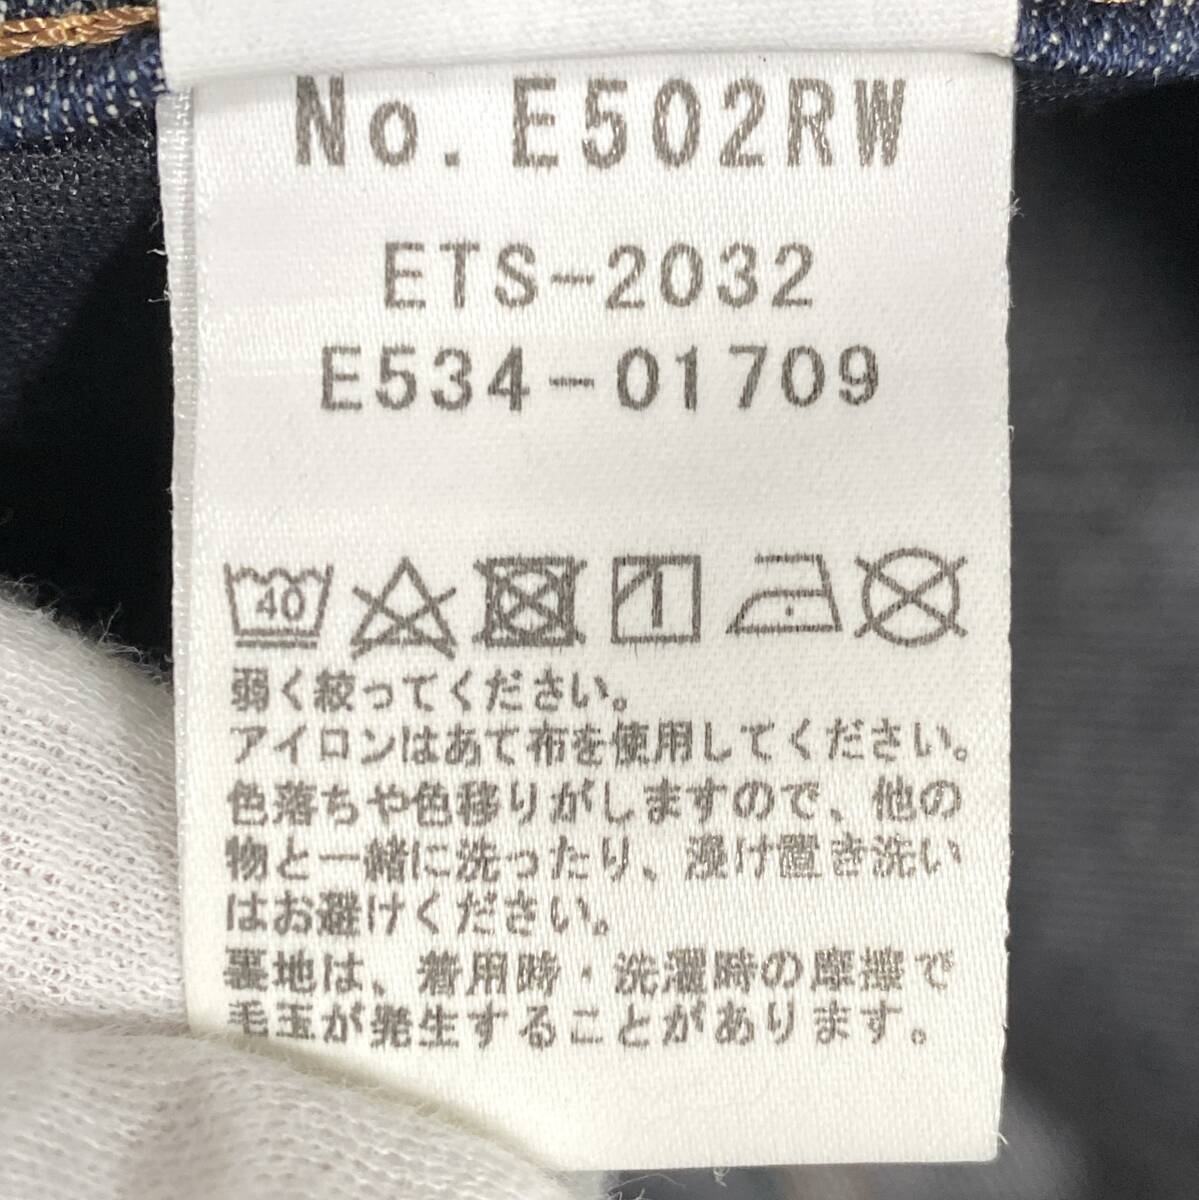 No. E502RW
ETS-2032
E534-01709
40
弱く絞ってください。
アイロンはあて布を使用してください。
色落ちや色移りがしますので、他の
物と一緒に洗ったり、浸け置き洗い
はお避けください。
裏地は、着用時・洗濯時の摩擦で
毛玉が発生することがあります。